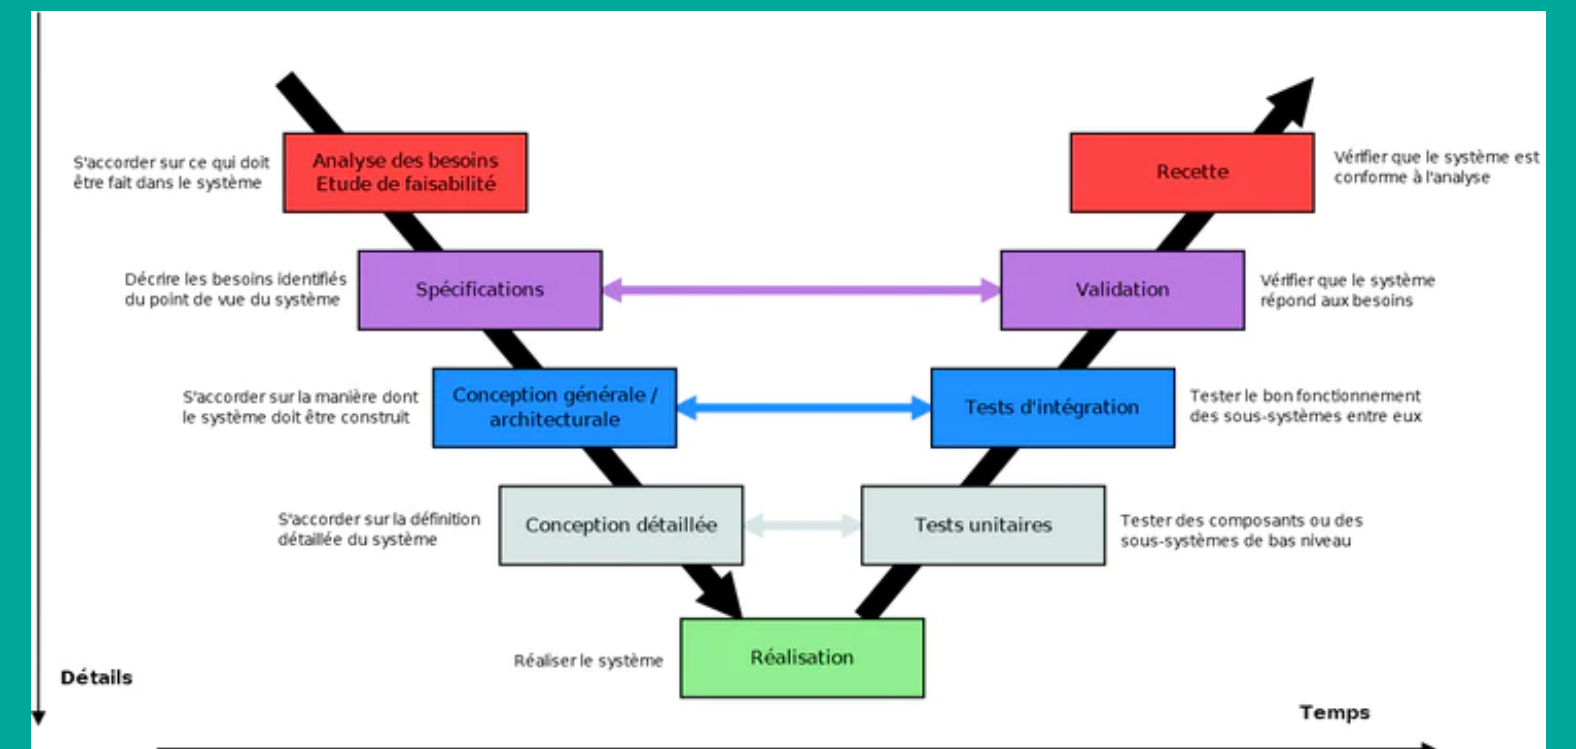 S'accorder sur ce qui doit
être fait dans le système
Analyse des besoins
Etude de faisabilité
Recette
Vérifier que le système est
conforme à l'analyse
Décrire les besoins identifiés
du point de vue du système
Spécifications
Validation
Vérifier que le système
répond aux besoins
S'accorder sur la manière dont
le système doit être construit
Conception générale /
architecturale
Tests d'intégration
Tester le bon fonctionnement
des sous-systèmes entre eux
S'accorder sur la définition
détaillée du système
Conception détaillée
Tests unitaires
Tester des composants ou des
sous-systèmes de bas niveau
Réaliser le système
Réalisation
Détails
Temps